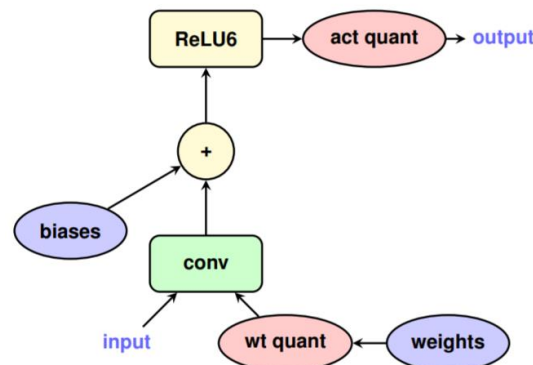 ReLU6
act quant
output
+
biases
conv
input
wt quant
weights